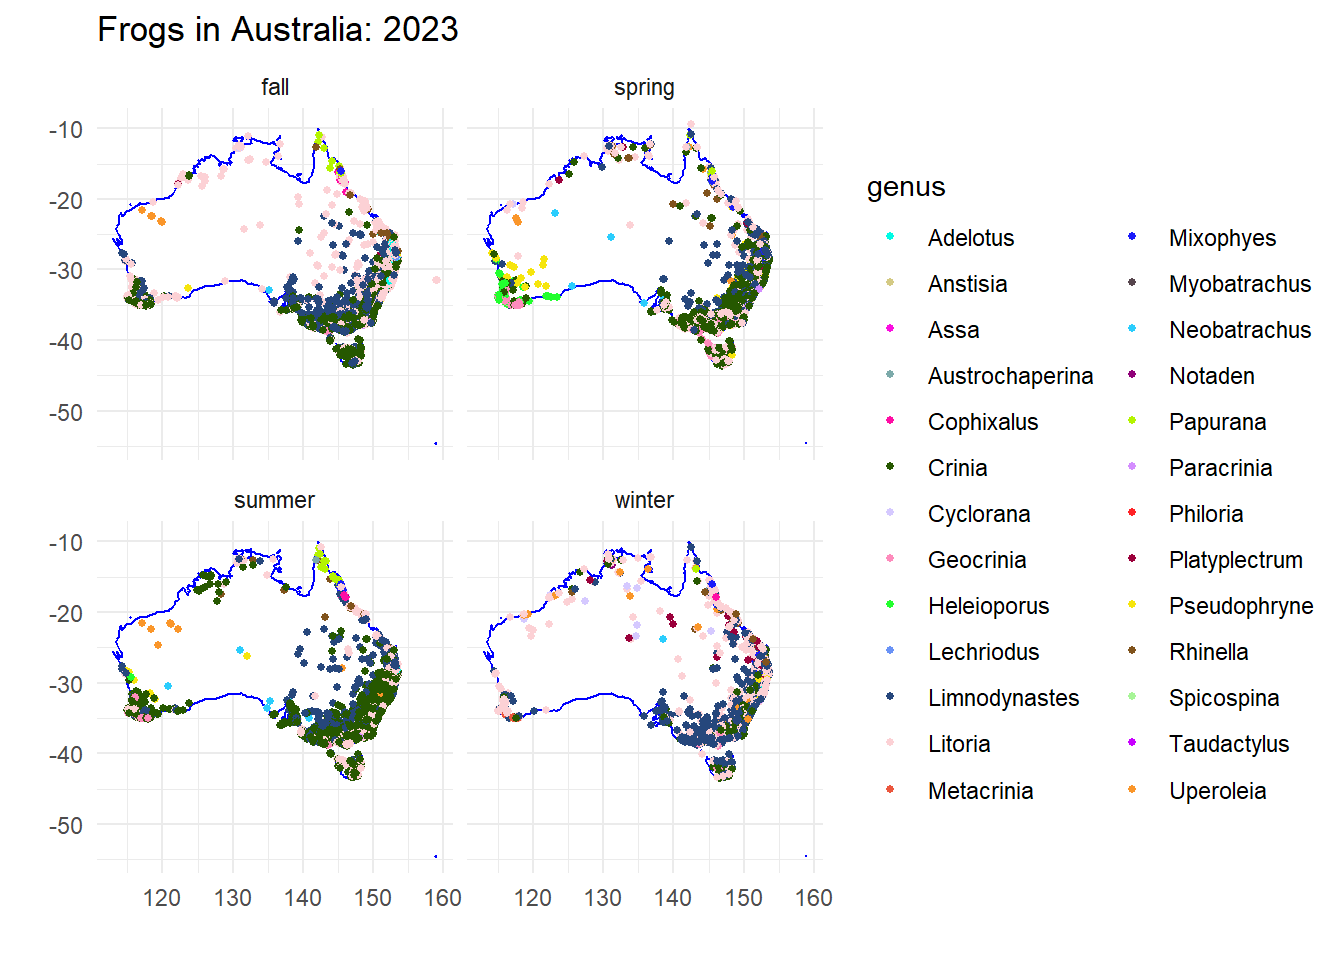 Frogs in Australia: 2023
fall
spring
-10
-20
-30
-40
-50
summer
winter
-10
-20
-30
-40
-50
120 130 140 150 160 120 130 140 150 160
genus
Adelotus
Anstisia
Assa
Austrochaperina
Cophixalus
Crinia
Cyclorana
Geocrinia
Heleioporus
Lechriodus
Limnodynastes
Litoria
Metacrinia
Mixophyes
Myobatrachus
Neobatrachus
Notaden
Papurana
Paracrinia
Philoria
Platyplectrum
Pseudophryne
Rhinella
Spicospina
Taudactylus
Uperoleia